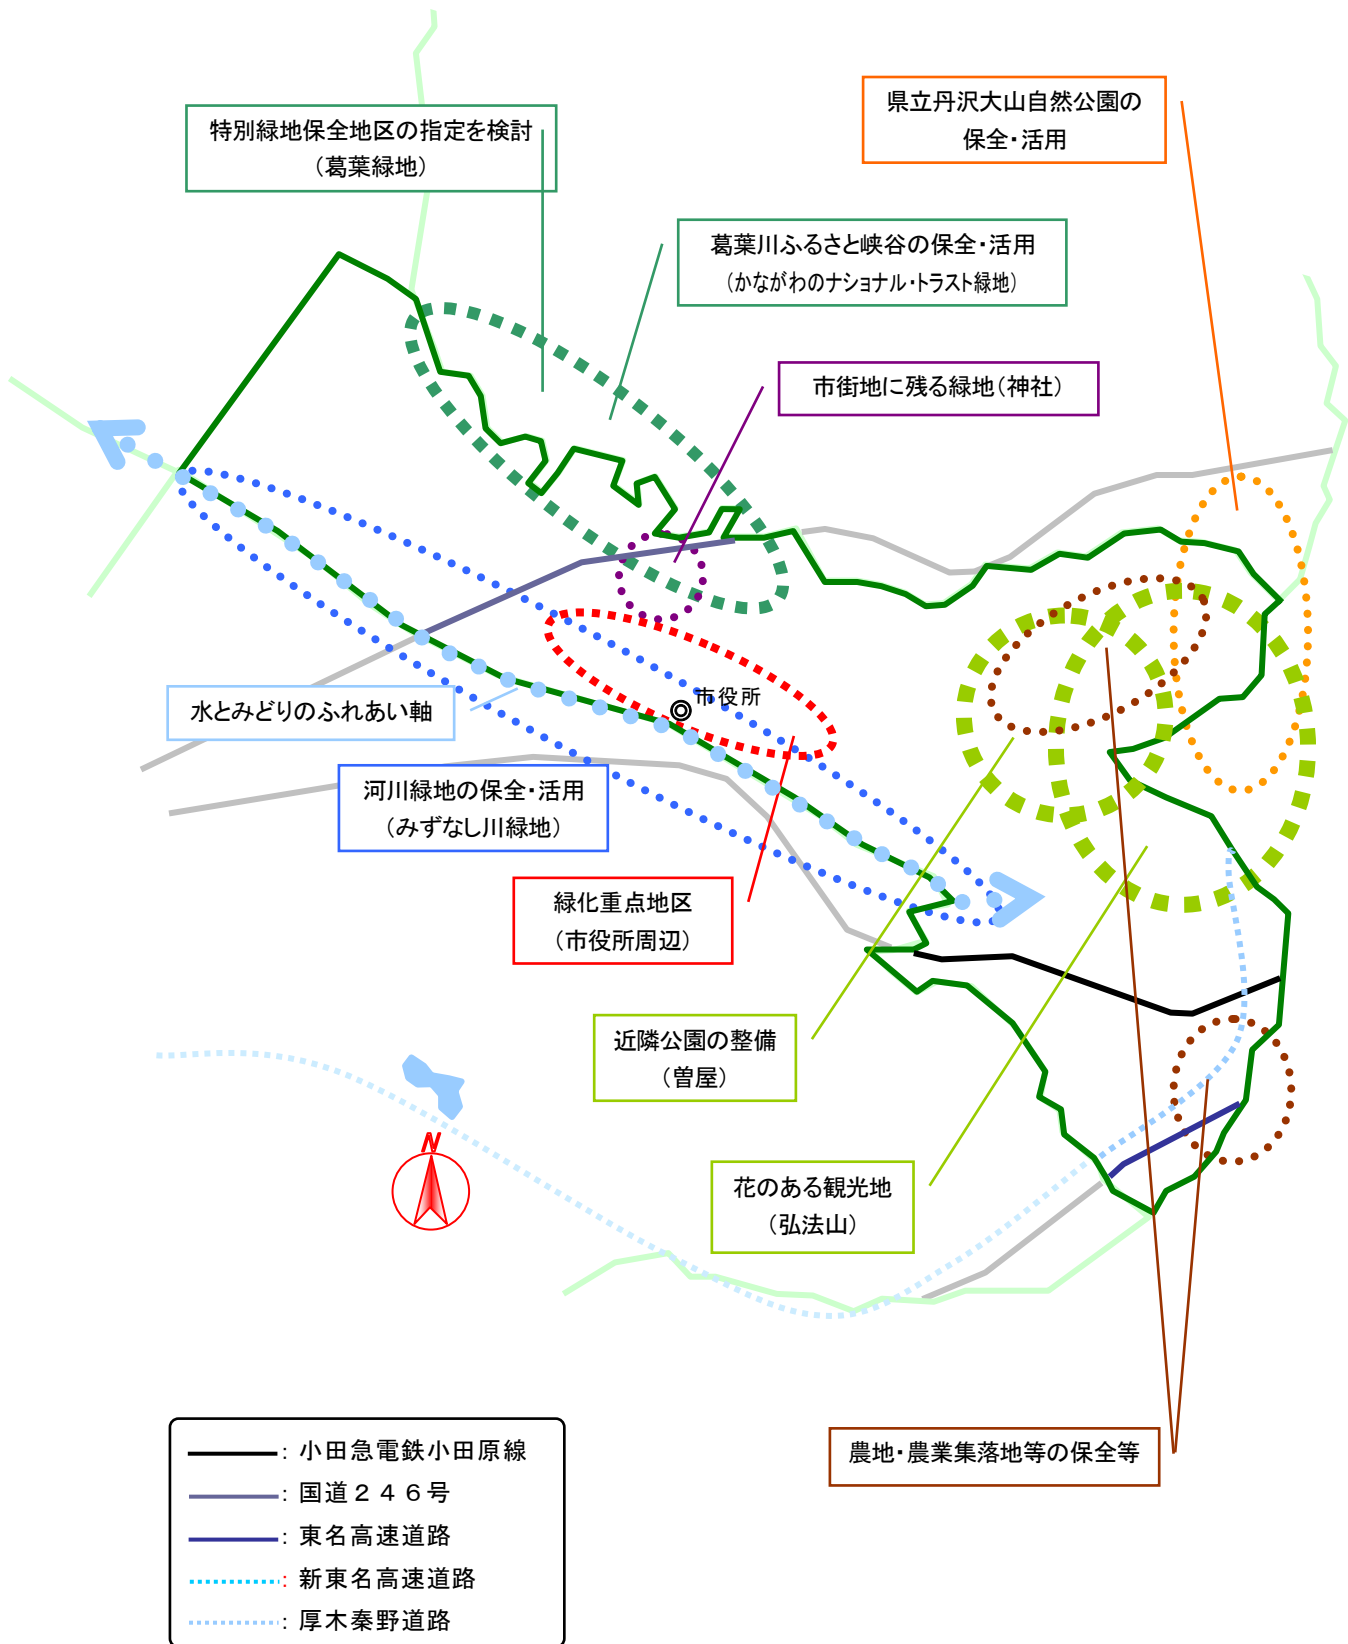 特別緑地保全地区の指定を検討
（葛葉緑地）
県立丹沢大山自然公園の
保全・活用
葛葉川ふるさと峡谷の保全・活用
（かながわのナショナル・トラスト緑地）
市街地に残る緑地（神社）
市役所
水とみどりのふれあい軸
河川緑地の保全・活用
（みずなし川緑地）
緑化重点地区
（市役所周辺）
近隣公園の整備
（曽屋）
N
花のある観光地
（弘法山）
農地・農業集落地等の保全等
：小田急電鉄小田原線
：国道２４６号
：東名高速道路
：新東名高速道路
：厚木秦野道路